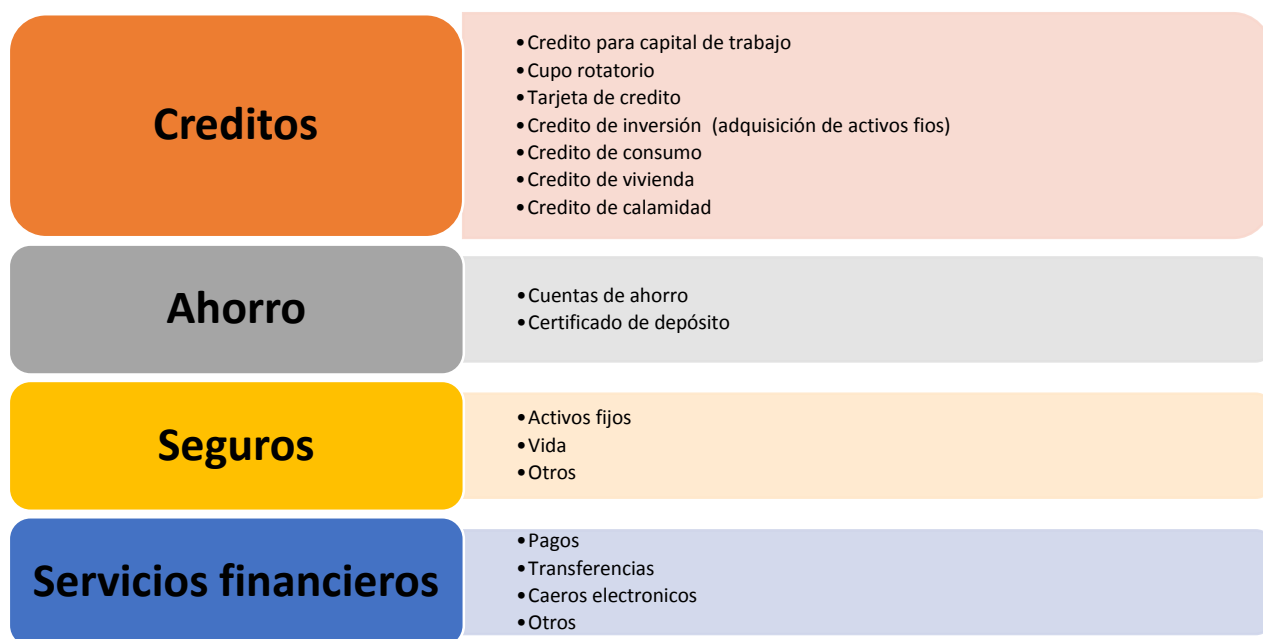 Creditos
•Credito para capital de trabajo
•Cupo rotatorio
•Tarjeta de credito
•Credito de inversión (adquisición de activos fios)
•Credito de consumo
•Credito de vivienda
•Credito de calamidad
Ahorro
•Cuentas de ahorro
•Certificado de depósito
Seguros
•Activos fijos
•Vida
•Otros
Servicios financieros
•Pagos
•Transferencias
•Caeros electronicos
•Otros